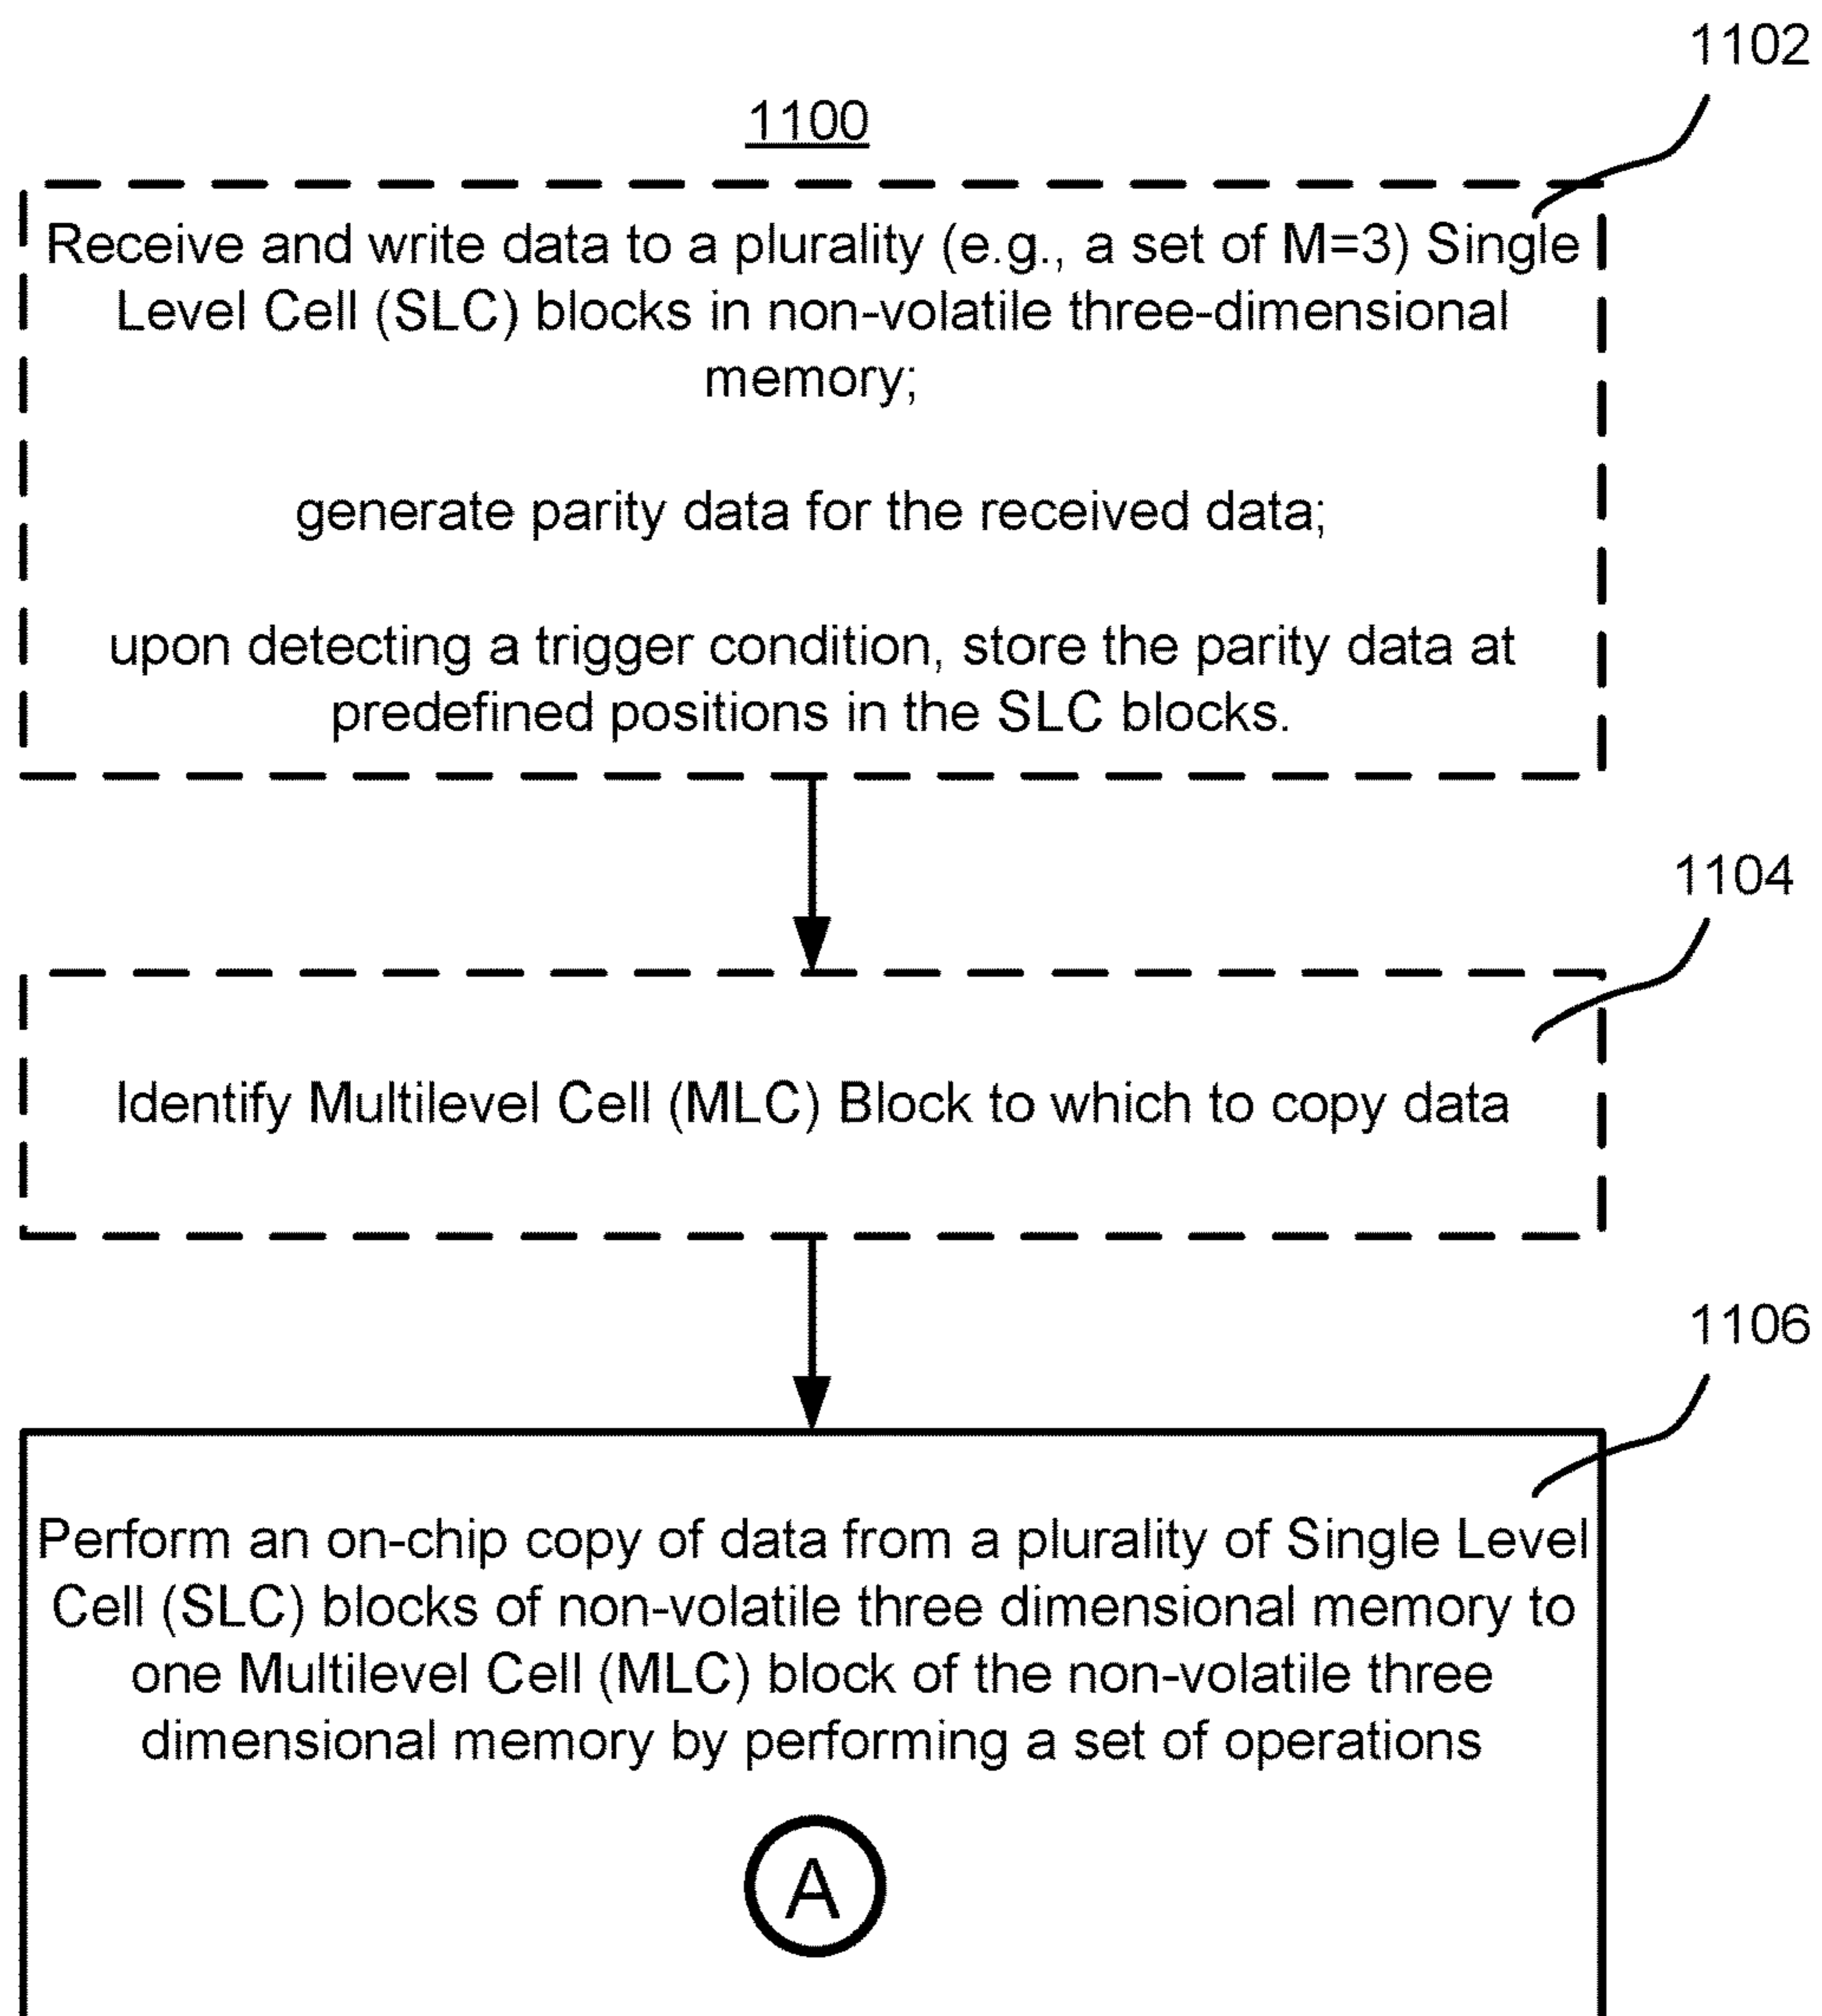 1102
1100
Receive and write data to a plurality (e.g., a set of M=3) Single
Level Cell (SLC) blocks in non-volatile three-dimensional
memory;
generate parity data for the received data;
upon detecting a trigger condition, store the parity data at
predefined positions in the SLC blocks.
1104
Identify Multilevel Cell (MLC) Block to which to copy data
1106
Perform an on-chip copy of data from a plurality of Single Level
Cell (SLC) blocks of non-volatile three dimensional memory to
one Multilevel Cell (MLC) block of the non-volatile three
dimensional memory by performing a set of operations
A